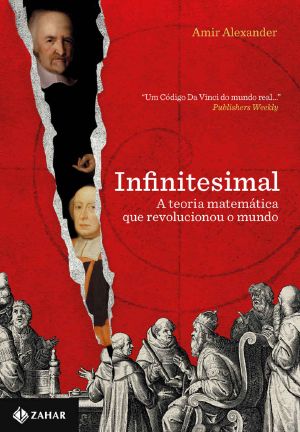 Amir Alexander
“Um Código Da Vinci do mundo real...”
Publishers Weekly
Infinitesimal
A teoria matemática
que revolucionou o mundo
ZAHAR